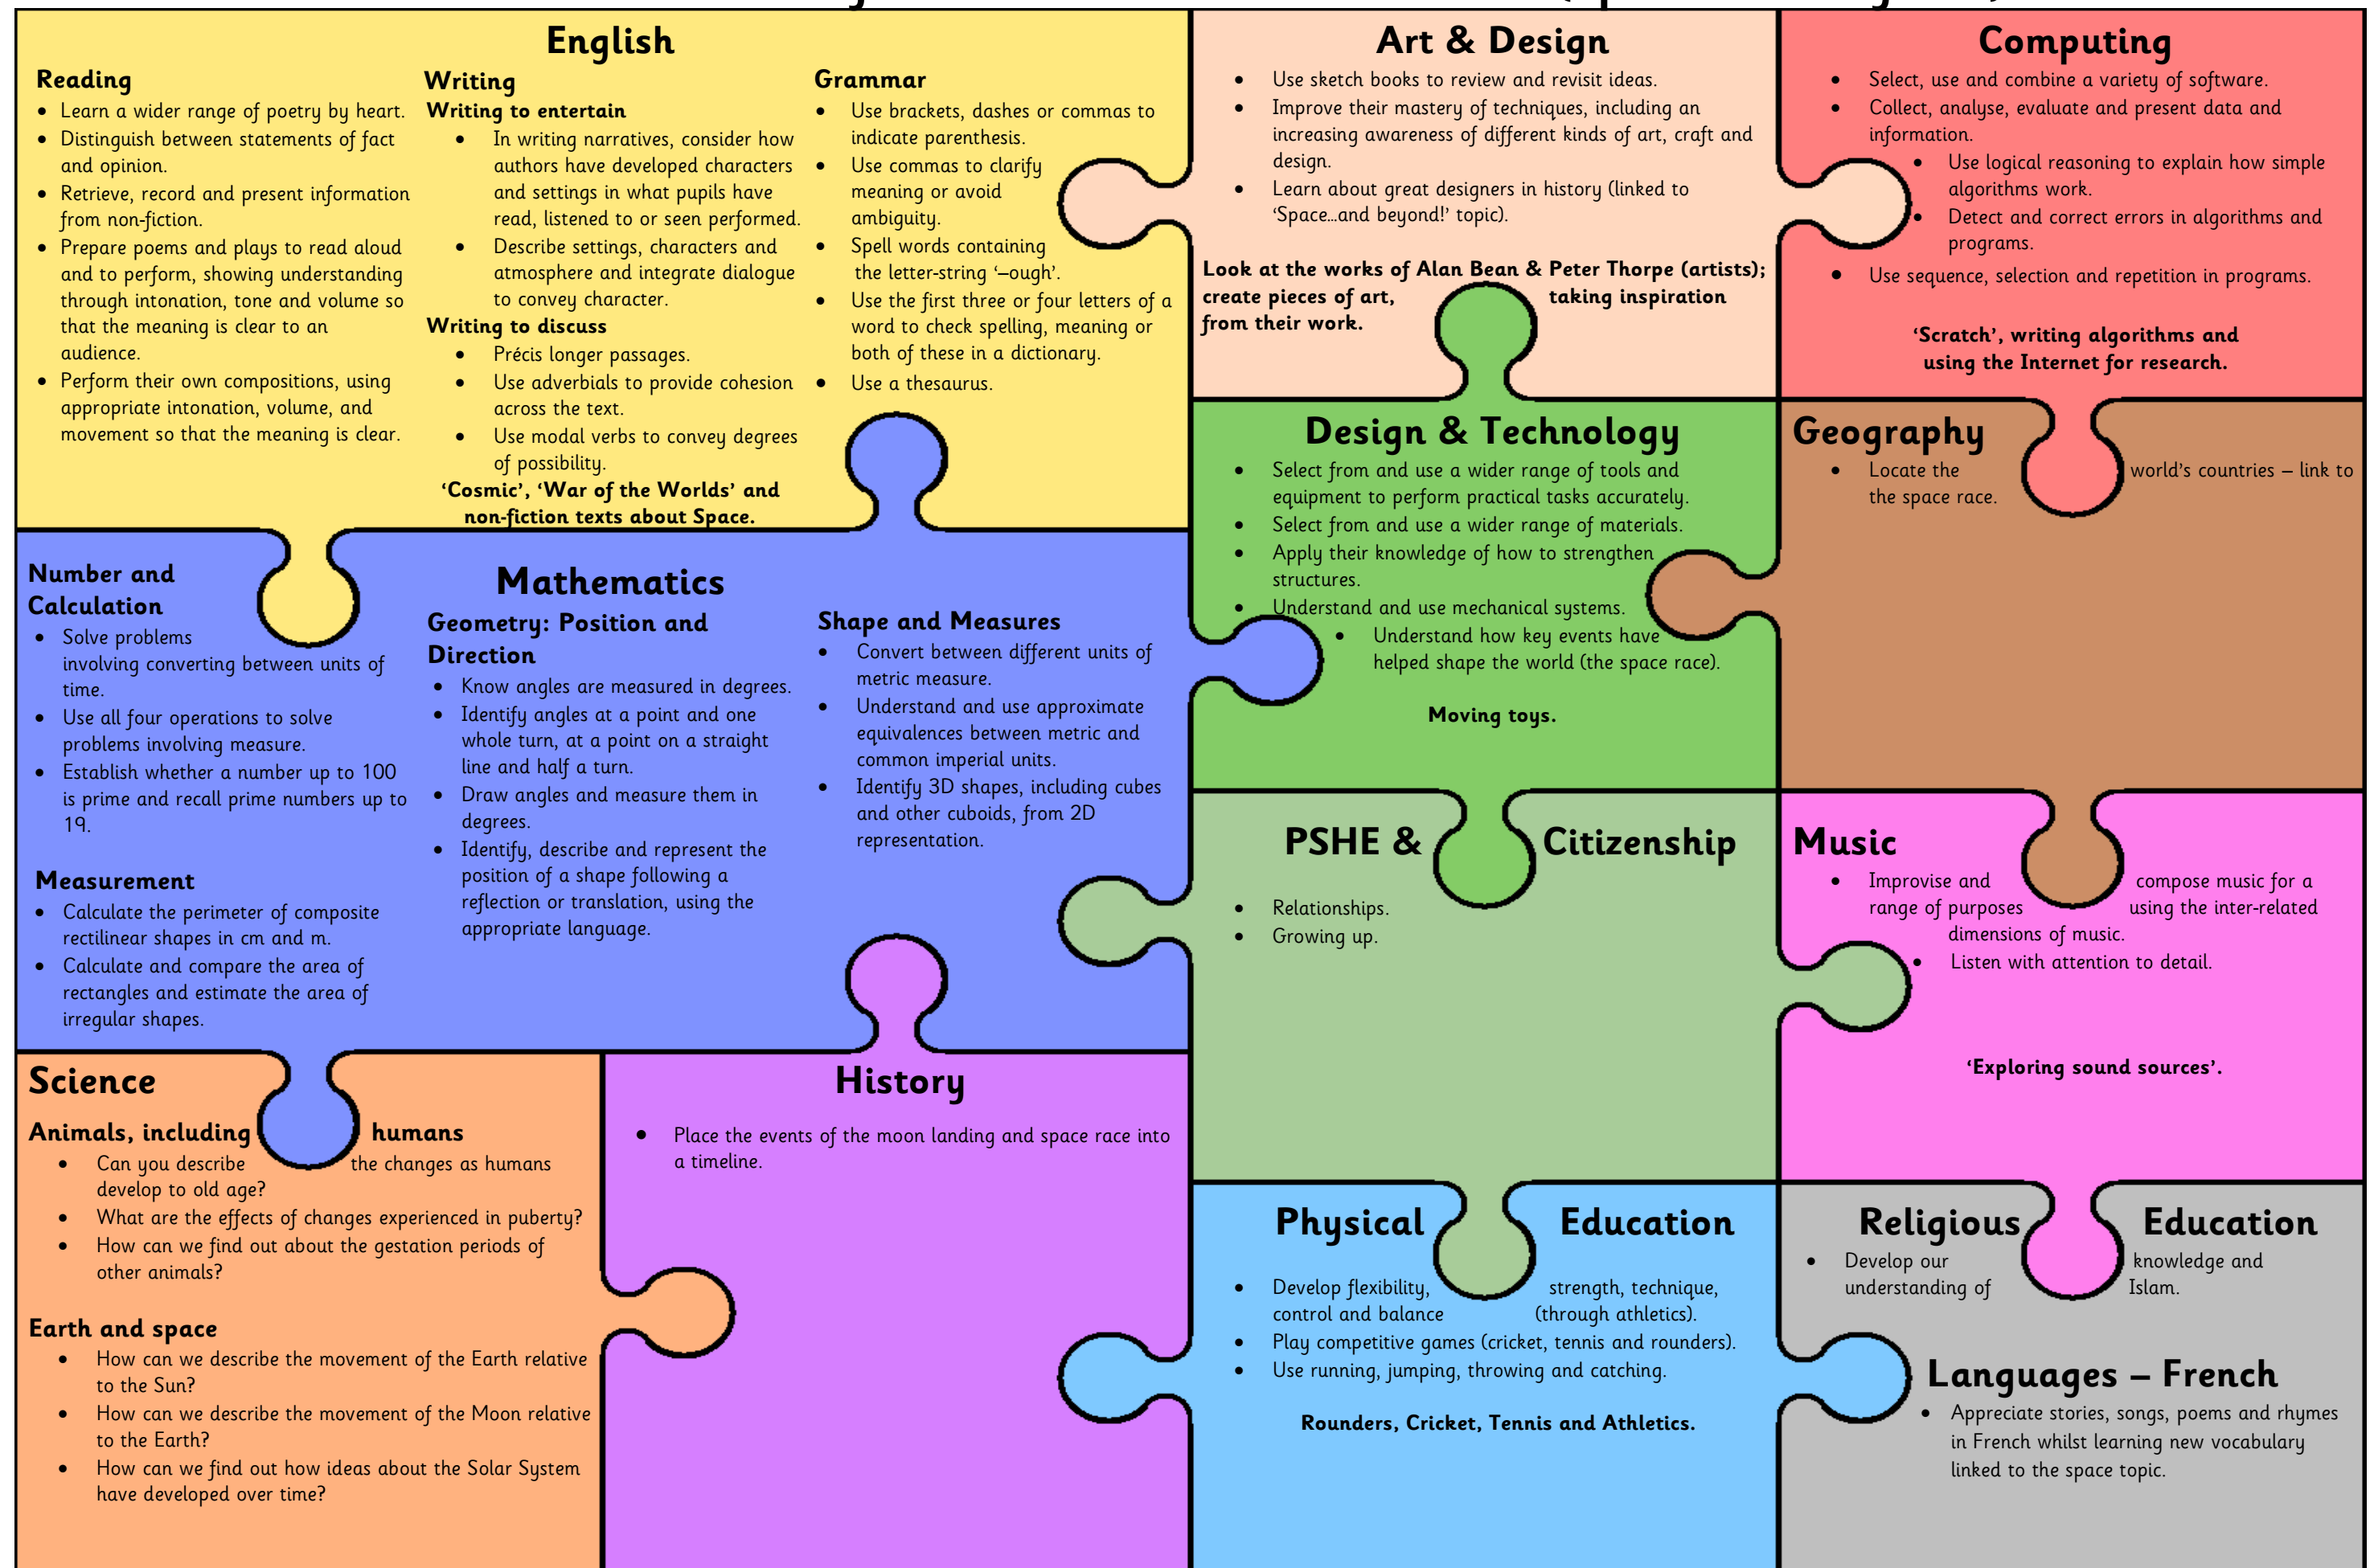 English
Reading
• Learn a wider range of poetry by heart.
• Distinguish between statements of fact
and opinion.
• Retrieve, record and present information
from non-fiction.
• Prepare poems and plays to read aloud
and to perform, showing understanding
through intonation, tone and volume so
that the meaning is clear to an
audience.
• Perform their own compositions, using
appropriate intonation, volume, and
movement so that the meaning is clear.
Writing
Writing to entertain
• In writing narratives, consider how
authors have developed characters
and settings in what pupils have
read, listened to or seen performed.
• Describe settings, characters and
atmosphere and integrate dialogue
to convey character.
Writing to discuss
• Précis longer passages.
• Use adverbials to provide cohesion
across the text.
• Use modal verbs to convey degrees
of possibility.
‘Cosmic’, ‘War of the Worlds’ and
non-fiction texts about Space.
Grammar
• Use brackets, dashes or commas to
indicate parenthesis.
• Use commas to clarify
meaning or avoid
ambiguity.
• Spell words containing
the letter-string ‘–ough’.
• Use the first three or four letters of a
word to check spelling, meaning or
both of these in a dictionary.
• Use a thesaurus.
Art & Design
• Use sketch books to review and revisit ideas.
• Improve their mastery of techniques, including an
increasing awareness of different kinds of art, craft and
design.
• Learn about great designers in history (linked to
‘Space…and beyond!’ topic).
Look at the works of Alan Bean & Peter Thorpe (artists);
create pieces of art, taking inspiration
from their work.
Computing
• Select, use and combine a variety of software.
• Collect, analyse, evaluate and present data and
information.
• Use logical reasoning to explain how simple
algorithms work.
• Detect and correct errors in algorithms and
programs.
• Use sequence, selection and repetition in programs.
‘Scratch’, writing algorithms and
using the Internet for research.
Design & Technology
• Select from and use a wider range of tools and
equipment to perform practical tasks accurately.
• Select from and use a wider range of materials.
• Apply their knowledge of how to strengthen
structures.
• Understand and use mechanical systems.
• Understand how key events have
helped shape the world (the space race).
Moving toys.
Geography
• Locate the world’s countries – link to
the space race.
Mathematics
Number and
Calculation
• Solve problems
involving converting between units of
time.
• Use all four operations to solve
problems involving measure.
• Establish whether a number up to 100
is prime and recall prime numbers up to
19.
Measurement
• Calculate the perimeter of composite
rectilinear shapes in cm and m.
• Calculate and compare the area of
rectangles and estimate the area of
irregular shapes.
Geometry: Position and
Direction
• Know angles are measured in degrees.
• Identify angles at a point and one
whole turn, at a point on a straight
line and half a turn.
• Draw angles and measure them in
degrees.
• Identify, describe and represent the
position of a shape following a
reflection or translation, using the
appropriate language.
Shape and Measures
• Convert between different units of
metric measure.
• Understand and use approximate
equivalences between metric and
common imperial units.
• Identify 3D shapes, including cubes
and other cuboids, from 2D
representation.
PSHE & Citizenship
• Relationships.
• Growing up.
Music
• Improvise and compose music for a
range of purposes using the inter-related
dimensions of music.
• Listen with attention to detail.
‘Exploring sound sources’.
Science
Animals, including humans
• Can you describe the changes as humans
develop to old age?
• What are the effects of changes experienced in puberty?
• How can we find out about the gestation periods of
other animals?
Earth and space
• How can we describe the movement of the Earth relative
to the Sun?
• How can we describe the movement of the Moon relative
to the Earth?
• How can we find out how ideas about the Solar System
have developed over time?
History
• Place the events of the moon landing and space race into
a timeline.
Physical Education
• Develop flexibility, strength, technique,
control and balance (through athletics).
• Play competitive games (cricket, tennis and rounders).
• Use running, jumping, throwing and catching.
Rounders, Cricket, Tennis and Athletics.
Religious Education
• Develop our knowledge and
understanding of Islam.
Languages – French
• Appreciate stories, songs, poems and rhymes
in French whilst learning new vocabulary
linked to the space topic.